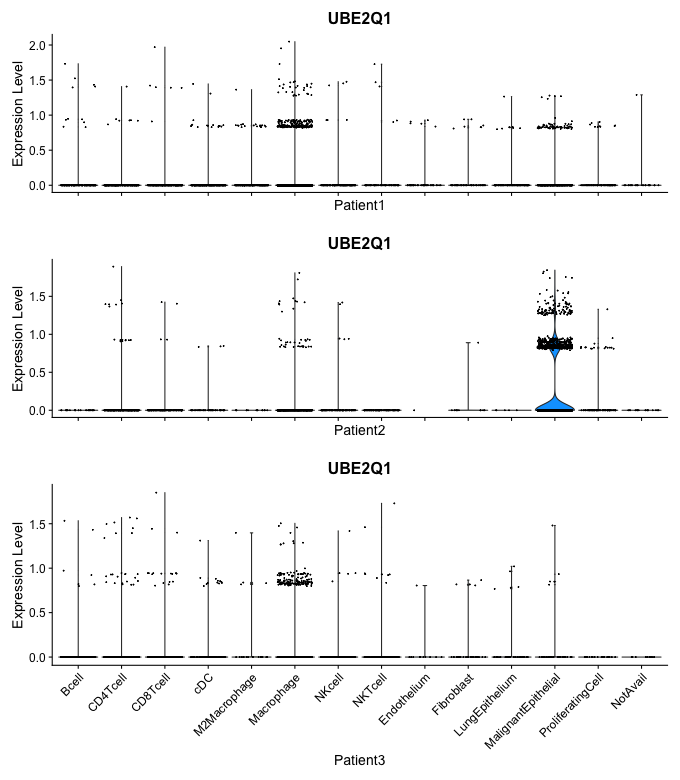 UBE2Q1
Expression Level
2.0
1.5
1.0
0.5
0.0
Patient1
UBE2Q1
Expression Level
1.5
1.0
0.5
0.0
Patient2
UBE2Q1
Expression Level
1.5
1.0
0.5
0.0
Bcell
CD4Tcell
CD8Tcell
cDC
M2Macrophage
Macrophage
NKcell
NKTcell
Endothelium
Fibroblast
LungEpithelium
MalignantEpithelial
ProliferatingCell
NotAvail
Patient3